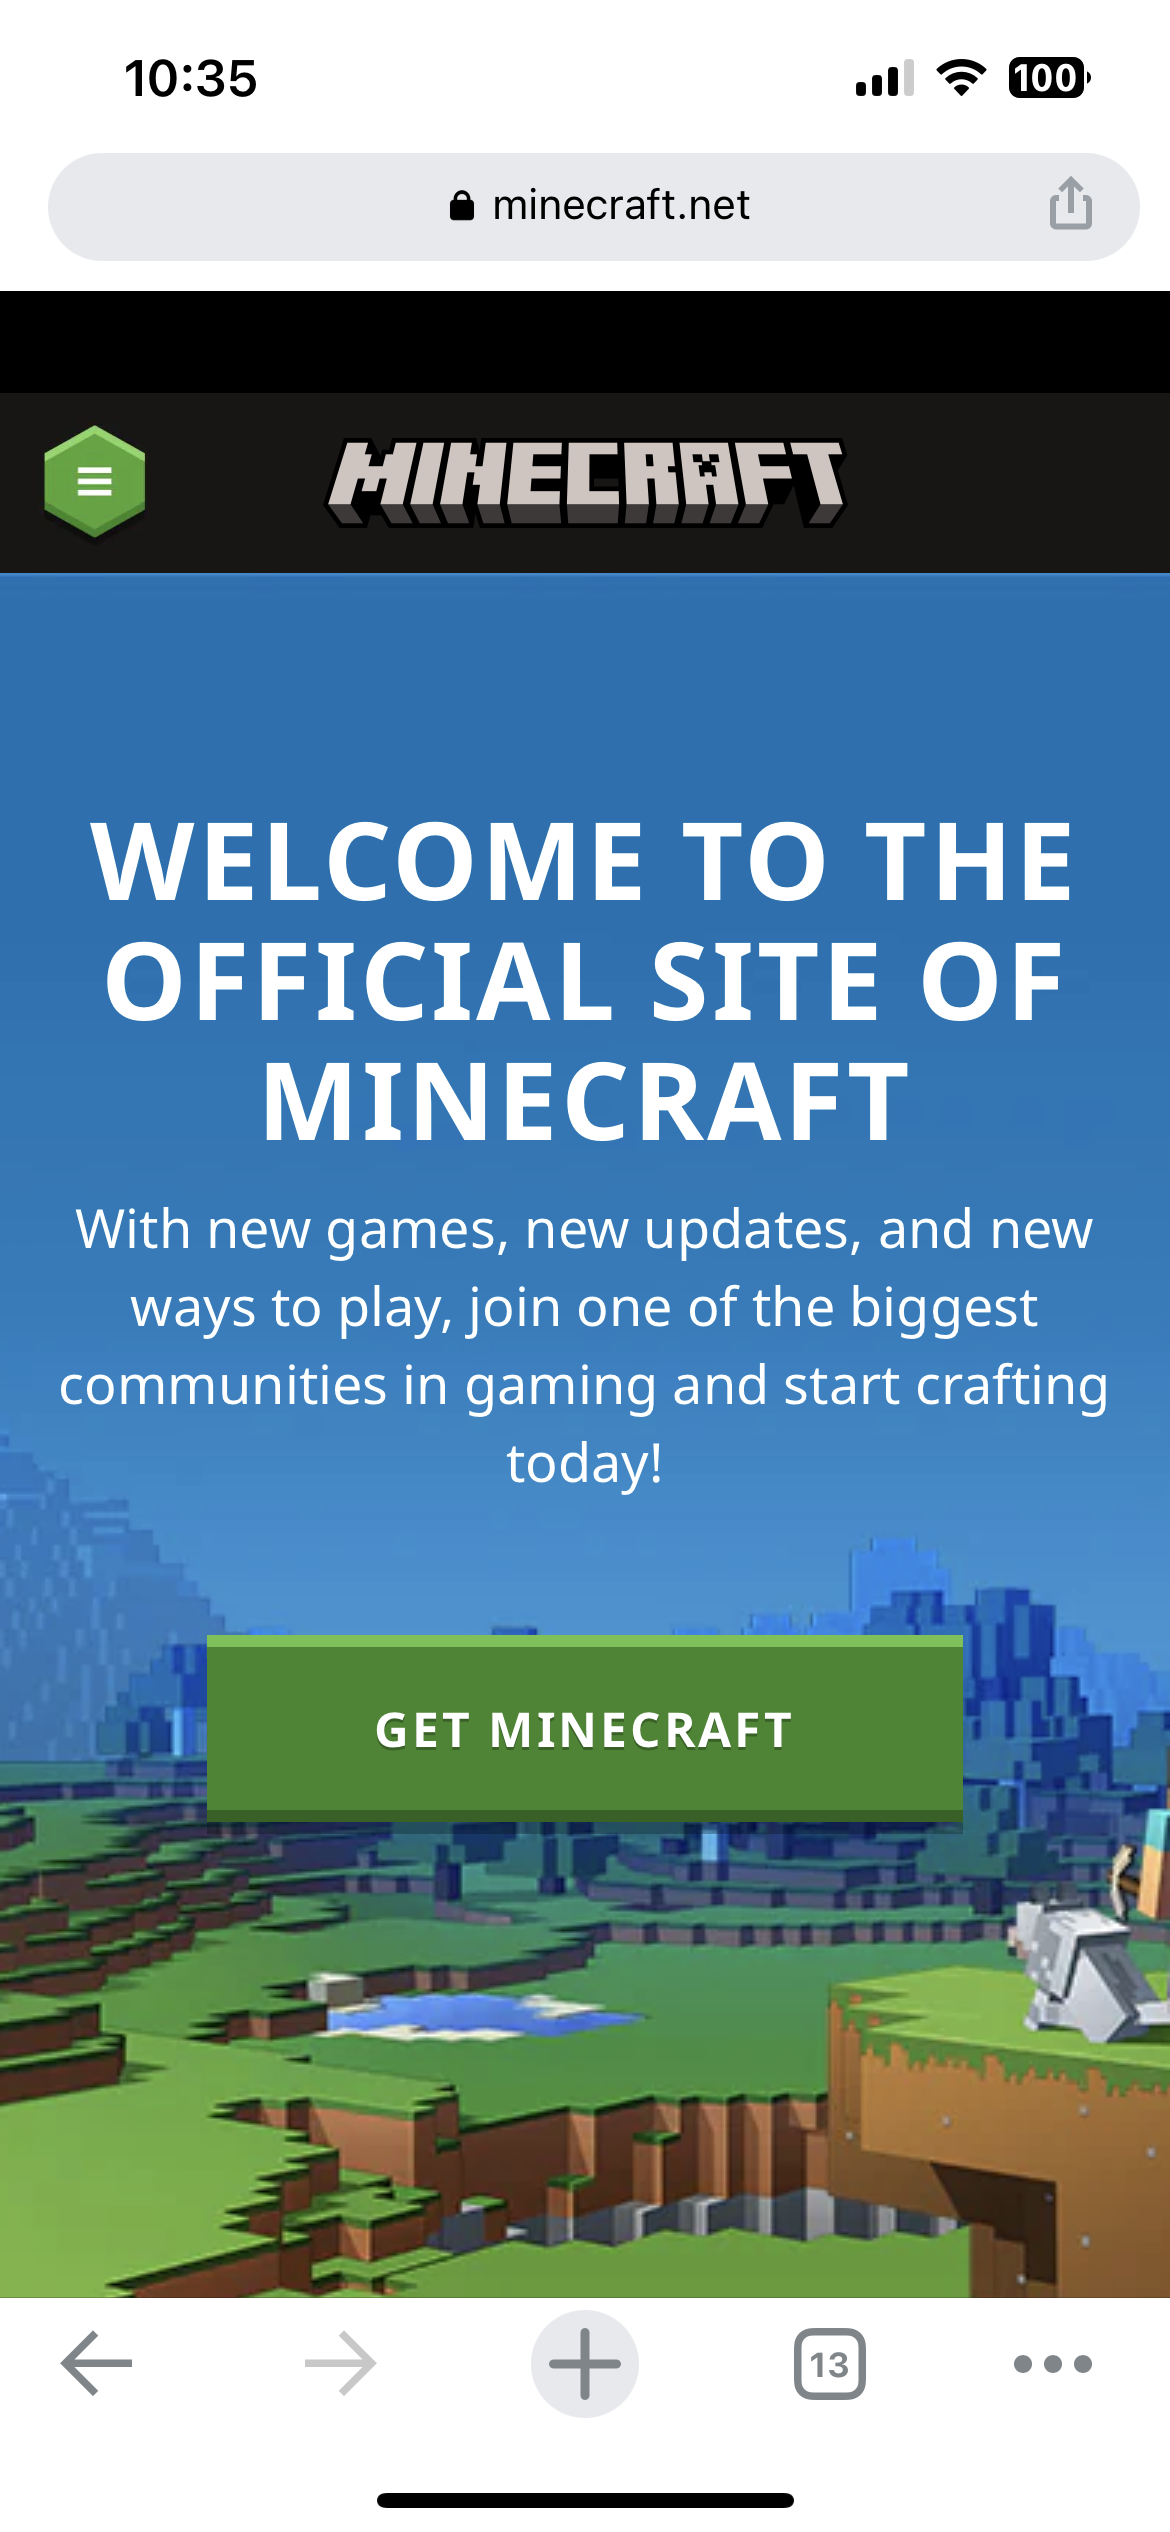 10:35
100
minecraft.net
MINECRAFT
WELCOME TO THE
OFFICIAL SITE OF
MINECRAFT
With new games, new updates, and new
ways to play, join one of the biggest
communities in gaming and start crafting
today!
GET MINECRAFT
13